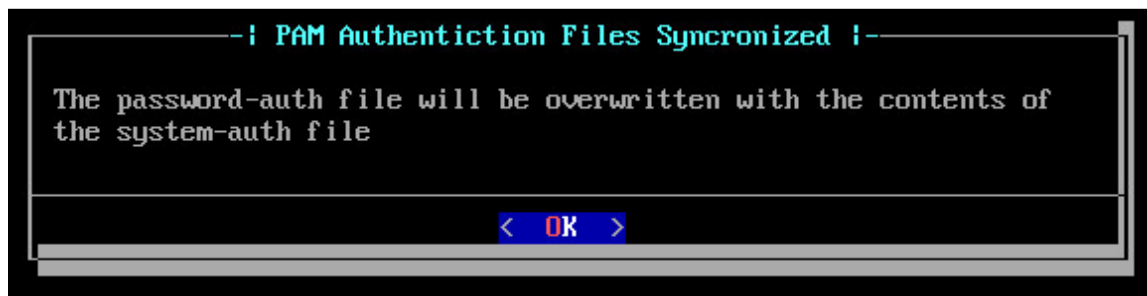 -| PAM Authentiction Files Syncronized |-
The password-auth file will be overwritten with the contents of
the system-auth file
< OK >